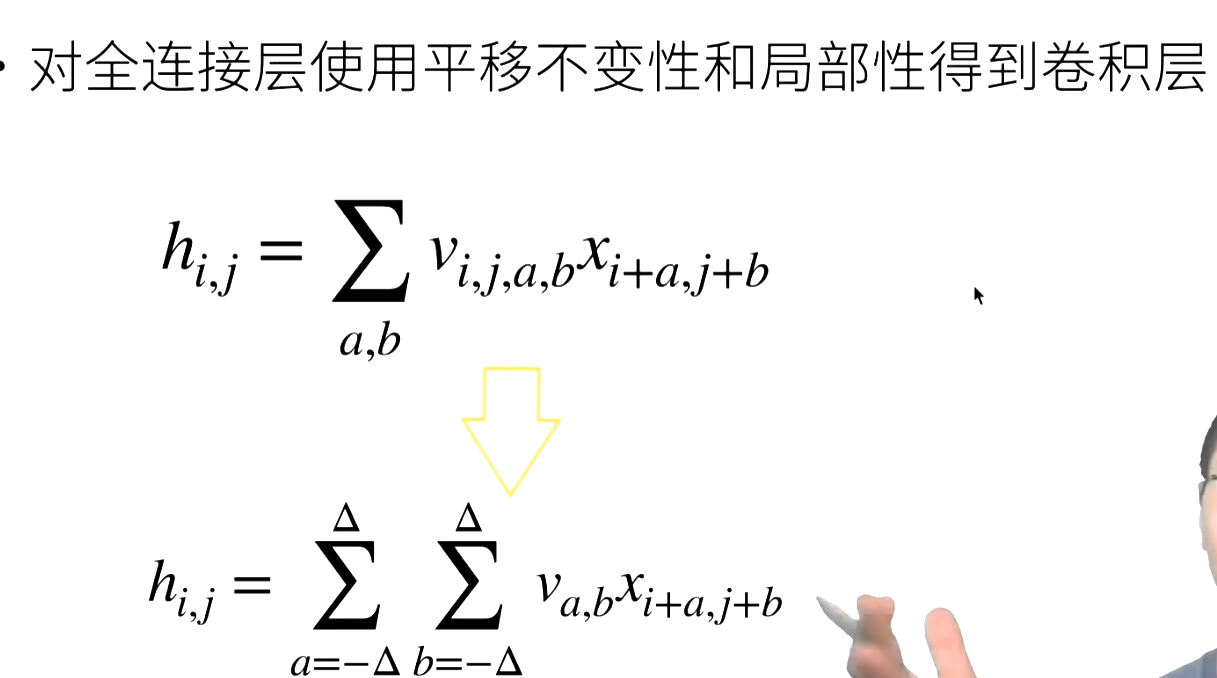 • 对全连接层使用平移不变性和局部性得到卷积层
h_{i,j} = \sum_{a,b} v_{i,j,a,b} x_{i+a,j+b}
h_{i,j} = \sum_{a=-\Delta}^{\Delta} \sum_{b=-\Delta}^{\Delta} v_{a,b} x_{i+a,j+b}